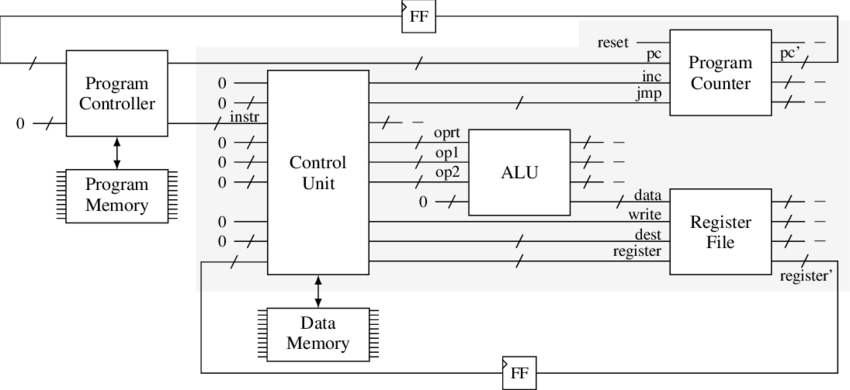 FF
reset
pc
pc’
Program
Controller
Program
Counter
0
inc
0
jmp
0
instr
0
oprt
0
op1
Control
Unit
ALU
0
op2
Program
Memory
0
data
0
write
Register
File
0
dest
register
register’
Data
Memory
FF